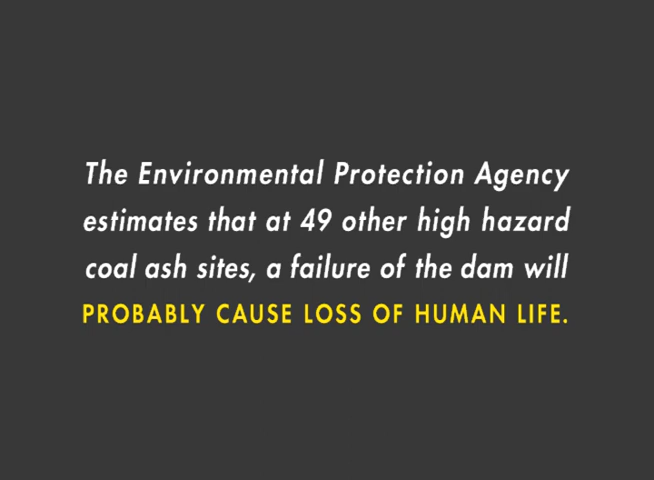 The Environmental Protection Agency
estimates that at 49 other high hazard
coal ash sites, a failure of the dam will
PROBABLY CAUSE LOSS OF HUMAN LIFE.